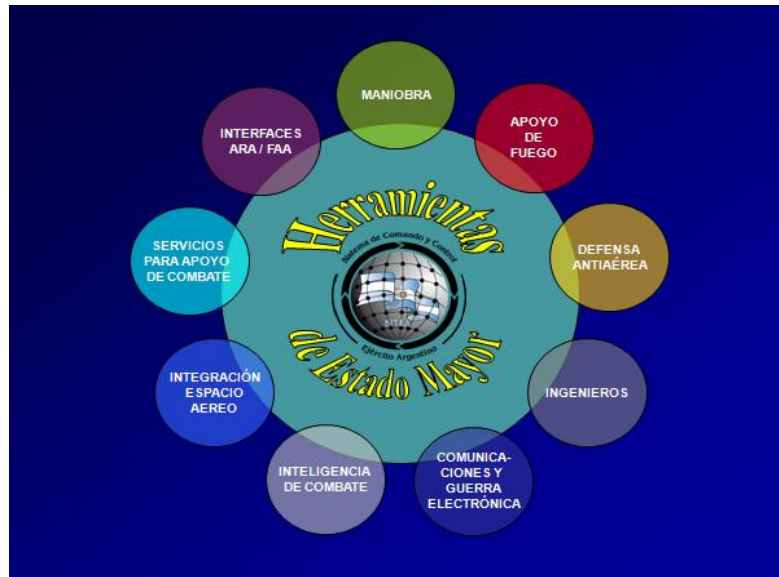 MANIOBRA
APOYO
DE
FUEGO
DEFENSA
ANTIAÉREA
INGENIEROS
COMUNICA-
CIONES Y
GUERRA
ELECTRÓNICA
INTELIGENCIA
DE COMBATE
INTEGRACIÓN
ESPACIO
AEREO
SERVICIOS
PARA APOYO
DE COMBATE
INTERFACES
ARA / FAA
Herramientas
Sistema de Comando y Control
SITEA
Ejército Argentino
de Estado Mayor